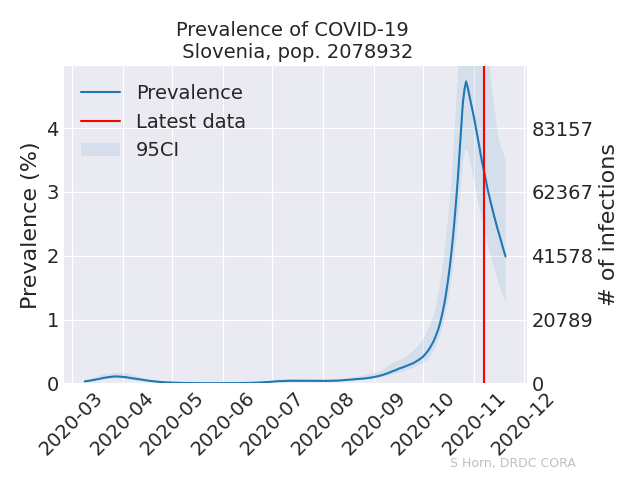 Prevalence of COVID-19
Slovenia, pop. 2078932
Prevalence
Latest data
95CI
Prevalence (%)
4
3
2
1
0
83157
62367
41578
20789
0
# of infections
2020-03
2020-04
2020-05
2020-06
2020-07
2020-08
2020-09
2020-10
2020-11
2020-12
S Horn, DRDC CORA